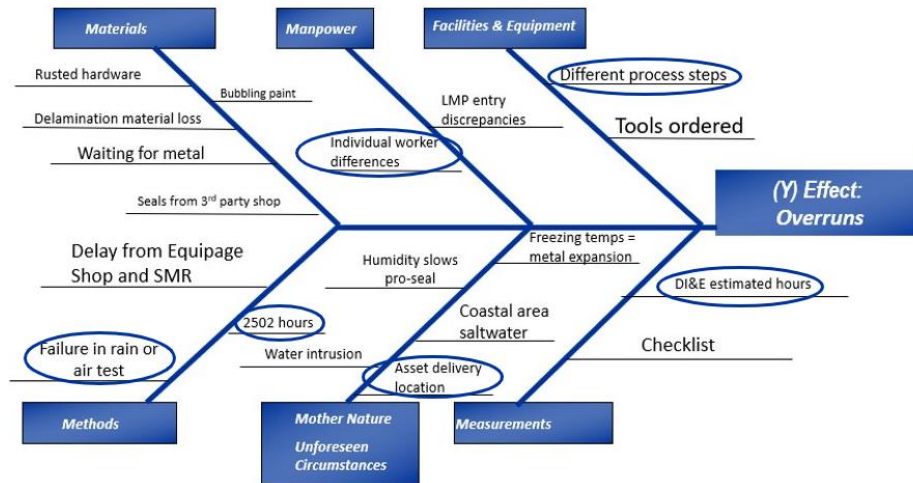 Materials
Manpower
Facilities & Equipment
Rusted hardware
Bubbling paint
Delamination material loss
Waiting for metal
Seals from 3rd party shop
LMP entry
discrepancies
Individual worker
differences
Different process steps
Tools ordered
(Y) Effect:
Overruns
Delay from Equipage
Shop and SMR
2502 hours
Failure in rain or
air test
Humidity slows
pro-seal
Water intrusion
Freezing temps =
metal expansion
Coastal area
saltwater
Asset delivery
location
DI&E estimated hours
Checklist
Methods
Mother Nature
Unforeseen
Circumstances
Measurements